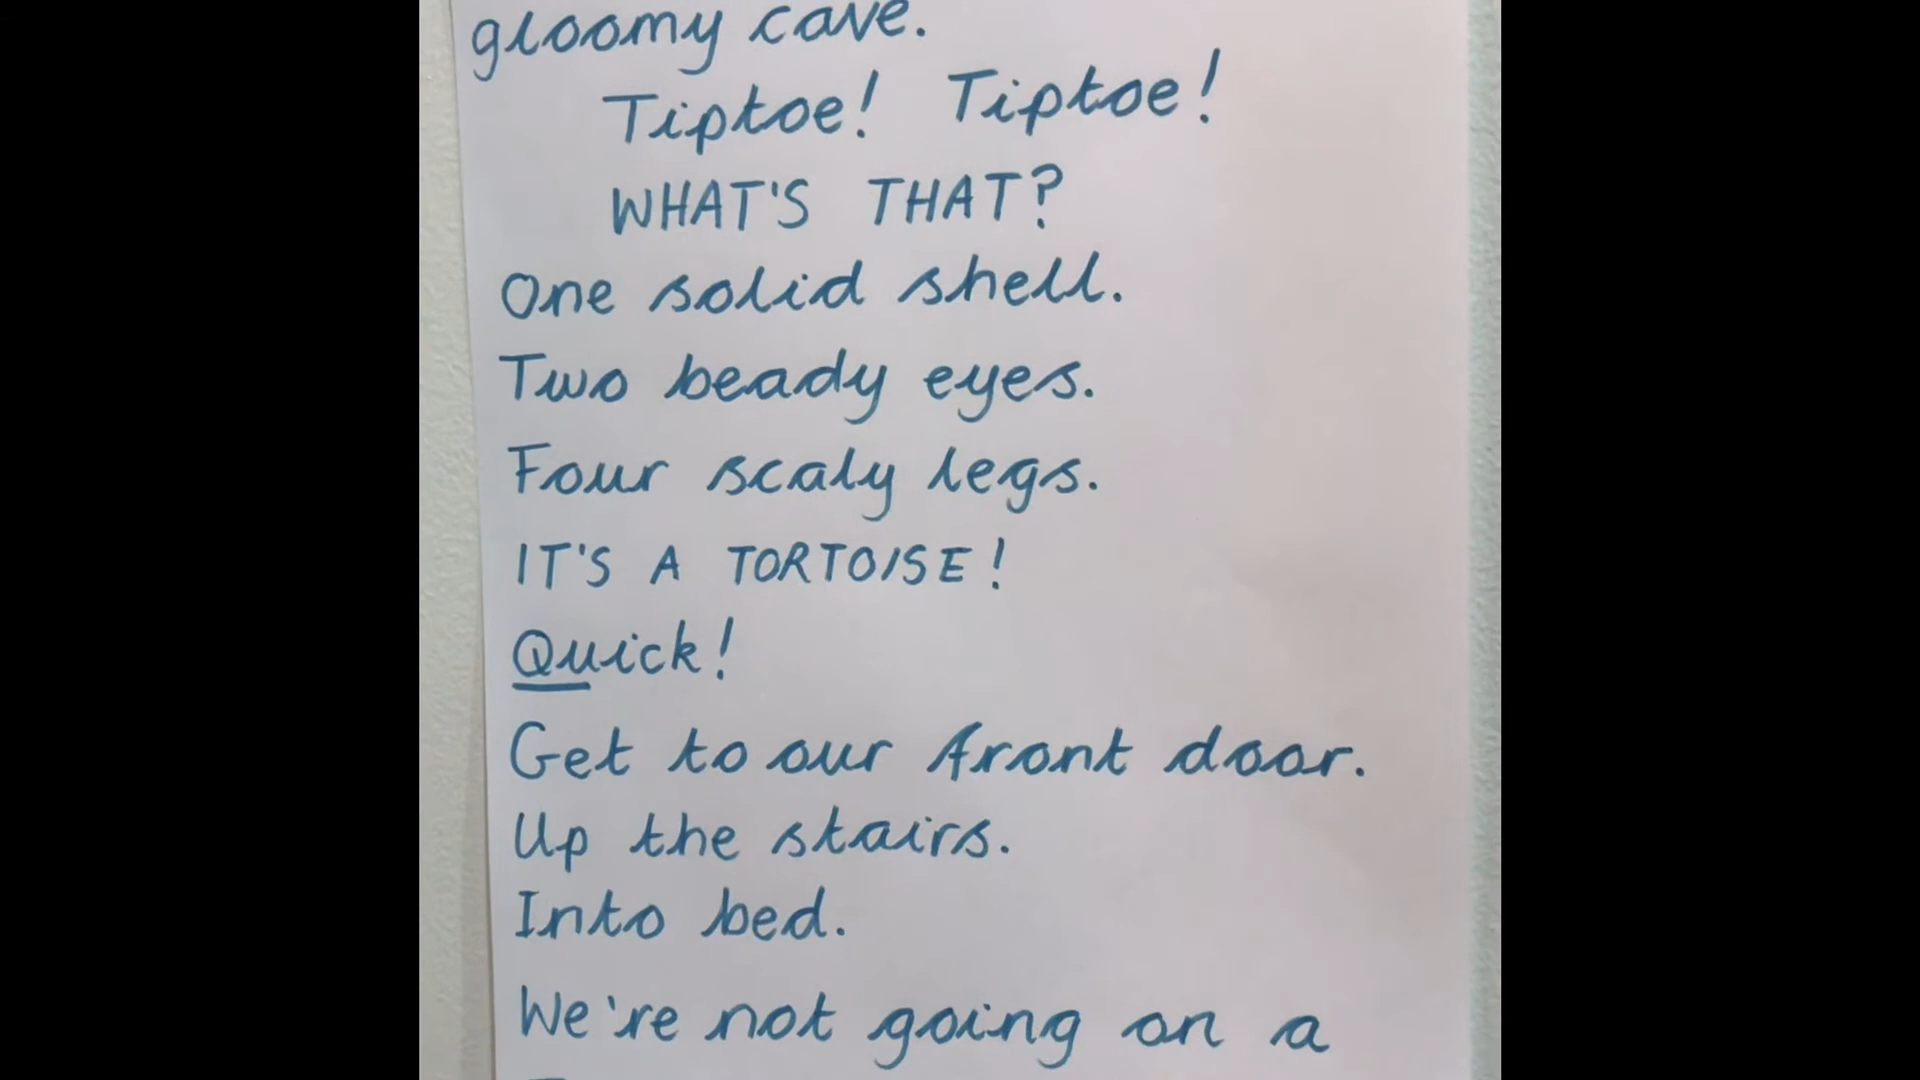 gloomy cave.
Tiptoe! Tiptoe!
WHAT'S THAT?
One solid shell.
Two beady eyes.
Four scaly legs.
IT'S A TORTOISE!
Quick!
Get to our front door.
Up the stairs.
Into bed.
We're not going on a